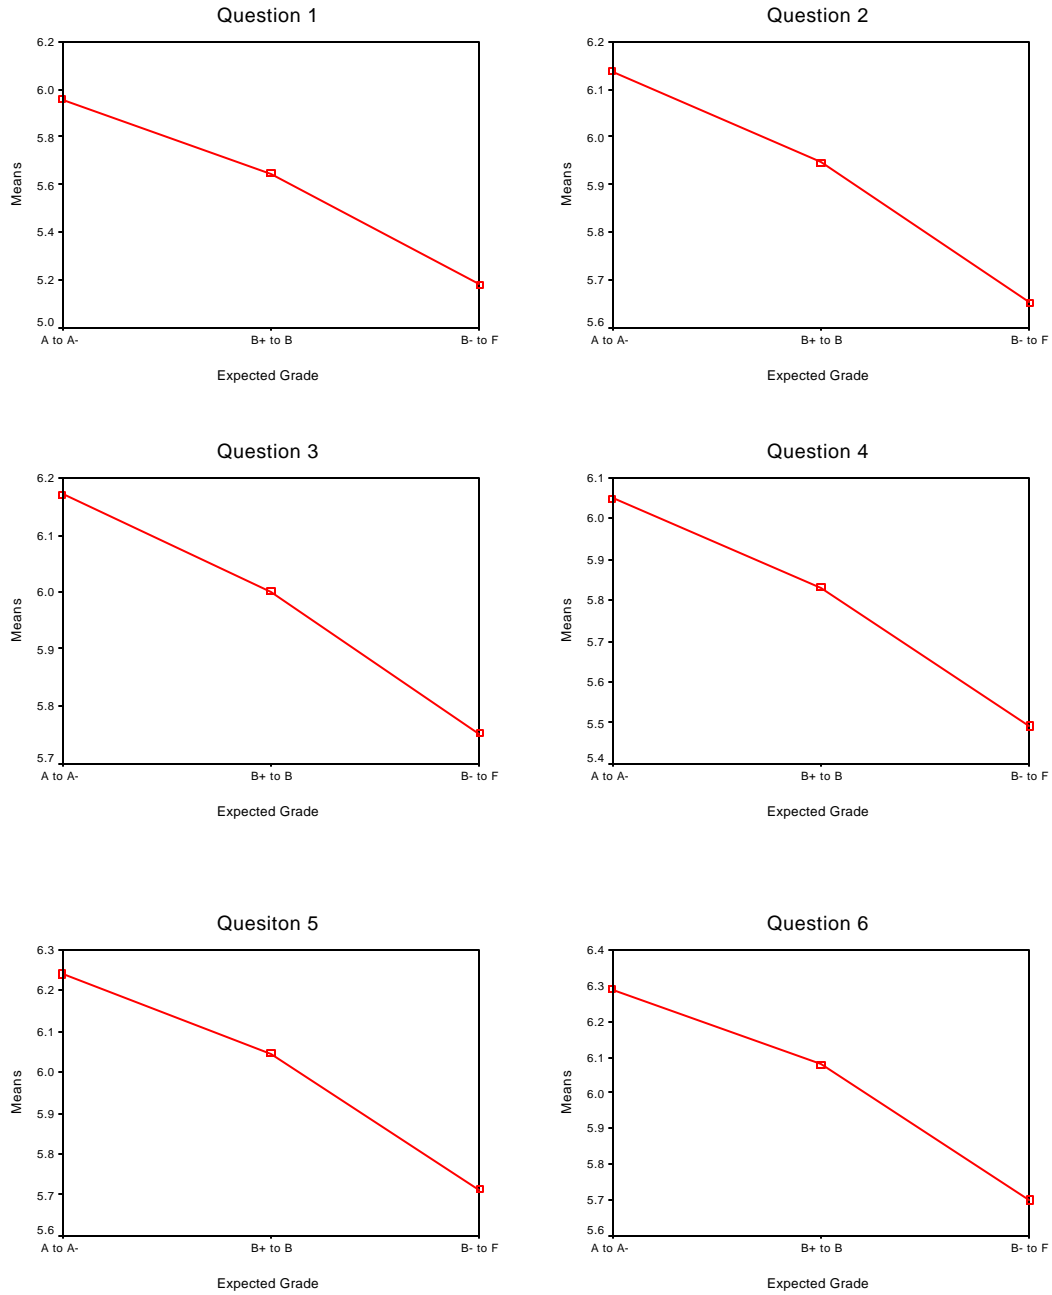 Question 1
6.2
6.0
5.8
5.6
5.4
5.2
5.0
Means
A to A-
B+ to B
B- to F
Expected Grade
Question 2
6.2
6.1
6.0
5.9
5.8
5.7
5.6
Means
A to A-
B+ to B
B- to F
Expected Grade
Question 3
6.2
6.1
6.0
5.9
5.8
5.7
Means
A to A-
B+ to B
B- to F
Expected Grade
Question 4
6.1
6.0
5.9
5.8
5.7
5.6
5.5
5.4
Means
A to A-
B+ to B
B- to F
Expected Grade
Quesiton 5
6.3
6.2
6.1
6.0
5.9
5.8
5.7
5.6
Means
A to A-
B+ to B
B- to F
Expected Grade
Question 6
6.4
6.3
6.2
6.1
6.0
5.9
5.8
5.7
5.6
Means
A to A-
B+ to B
B- to F
Expected Grade